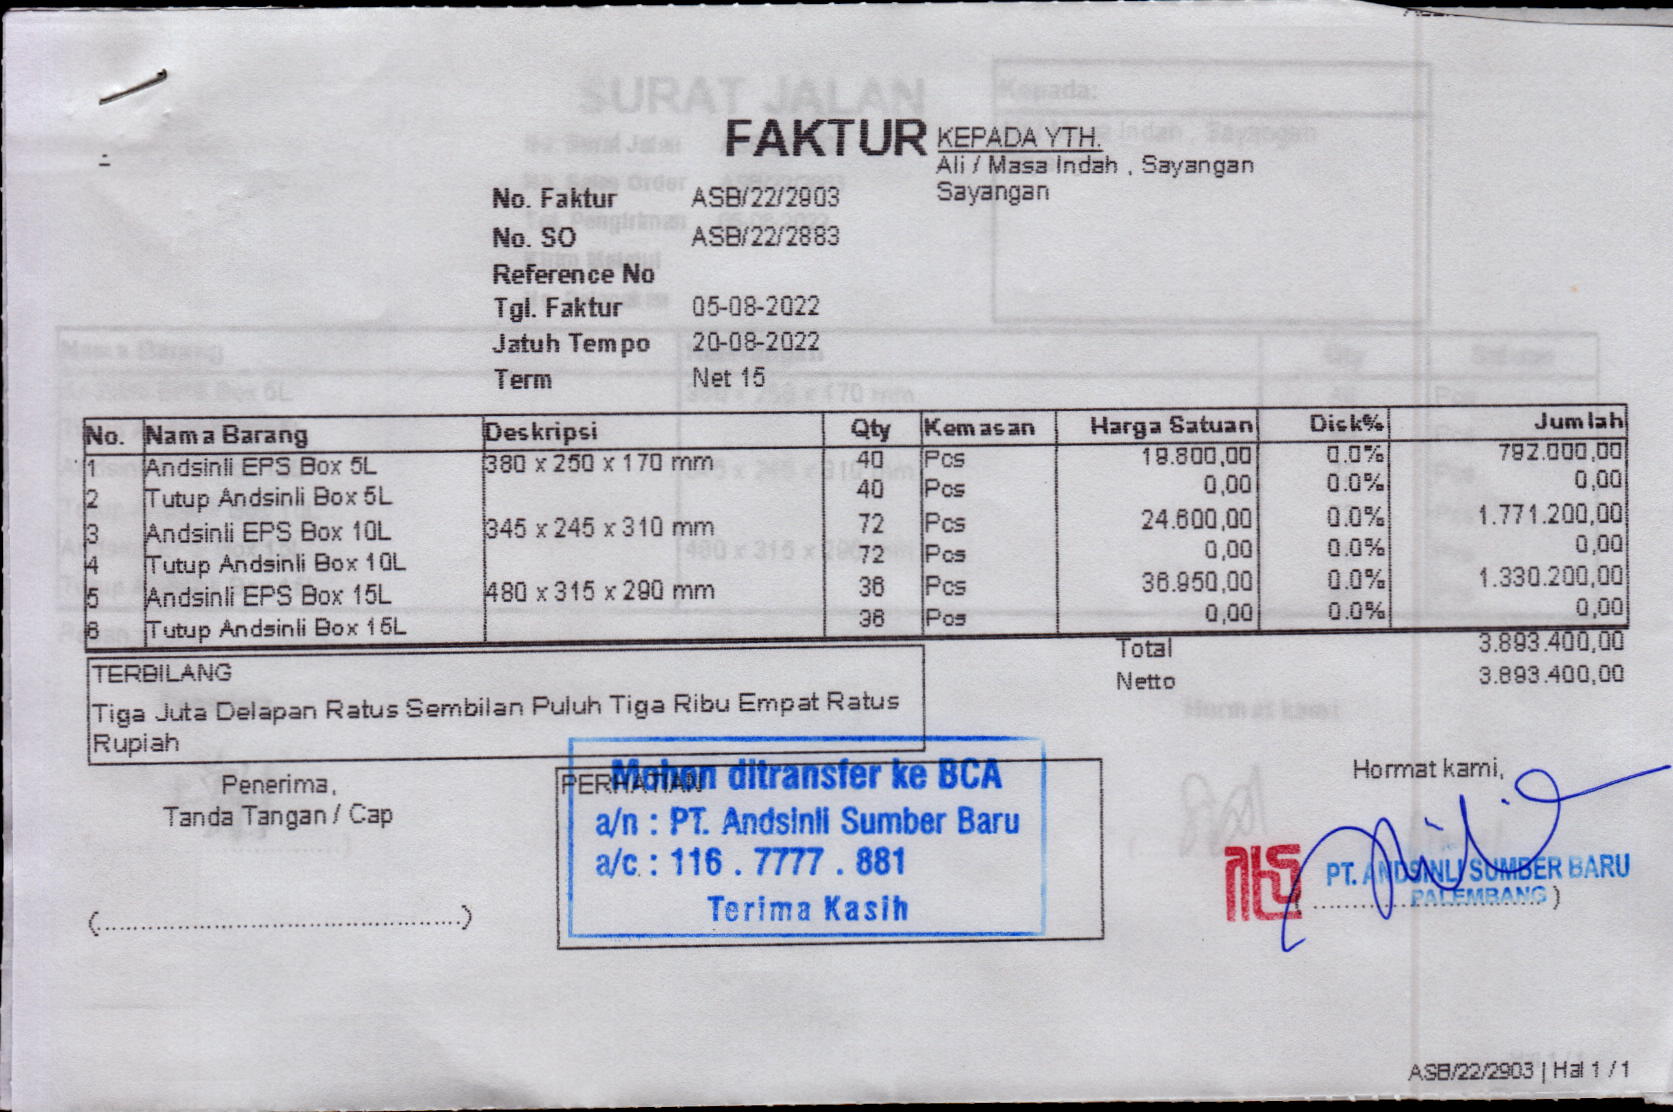 FAKTUR
KEPADA YTH.
Ali / Masa Indah , Sayangan
Sayangan
No. Faktur ASB/22/2903
No. SO ASB/22/2883
Reference No
Tgl. Faktur 05-08-2022
Jatuh Tempo 20-08-2022
Term Net 15
No. Nama Barang Deskripsi Qty Kemasan Harga Satuan Disk% Jumlah
1 Andsinli EPS Box 5L 380 x 250 x 170 mm 40 Pcs 19.800,00 0.0% 792.000,00
2 Tutup Andsinli Box 5L 40 Pcs 0,00 0.0% 0,00
3 Andsinli EPS Box 10L 345 x 245 x 310 mm 72 Pcs 24.600,00 0.0% 1.771.200,00
4 Tutup Andsinli Box 10L 72 Pcs 0,00 0.0% 0,00
5 Andsinli EPS Box 15L 480 x 315 x 290 mm 36 Pcs 36.950,00 0.0% 1.330.200,00
6 Tutup Andsinli Box 15L 36 Pcs 0,00 0.0% 0,00
Total 3.893.400,00
Netto 3.893.400,00
TERBILANG
Tiga Juta Delapan Ratus Sembilan Puluh Tiga Ribu Empat Ratus
Rupiah
Penerima,
Tanda Tangan / Cap
(.................................................)
PERHATIAN
Mohon ditransfer ke BCA
a/n : PT. Andsinli Sumber Baru
a/c. : 116 . 7777 . 881
Terima Kasih
Hormat kami,
PT. ANDSINLI SUMBER BARU
PALEMBANG
ASB/22/2903 | Hal 1 / 1
SURAT JALAN
Kepada: